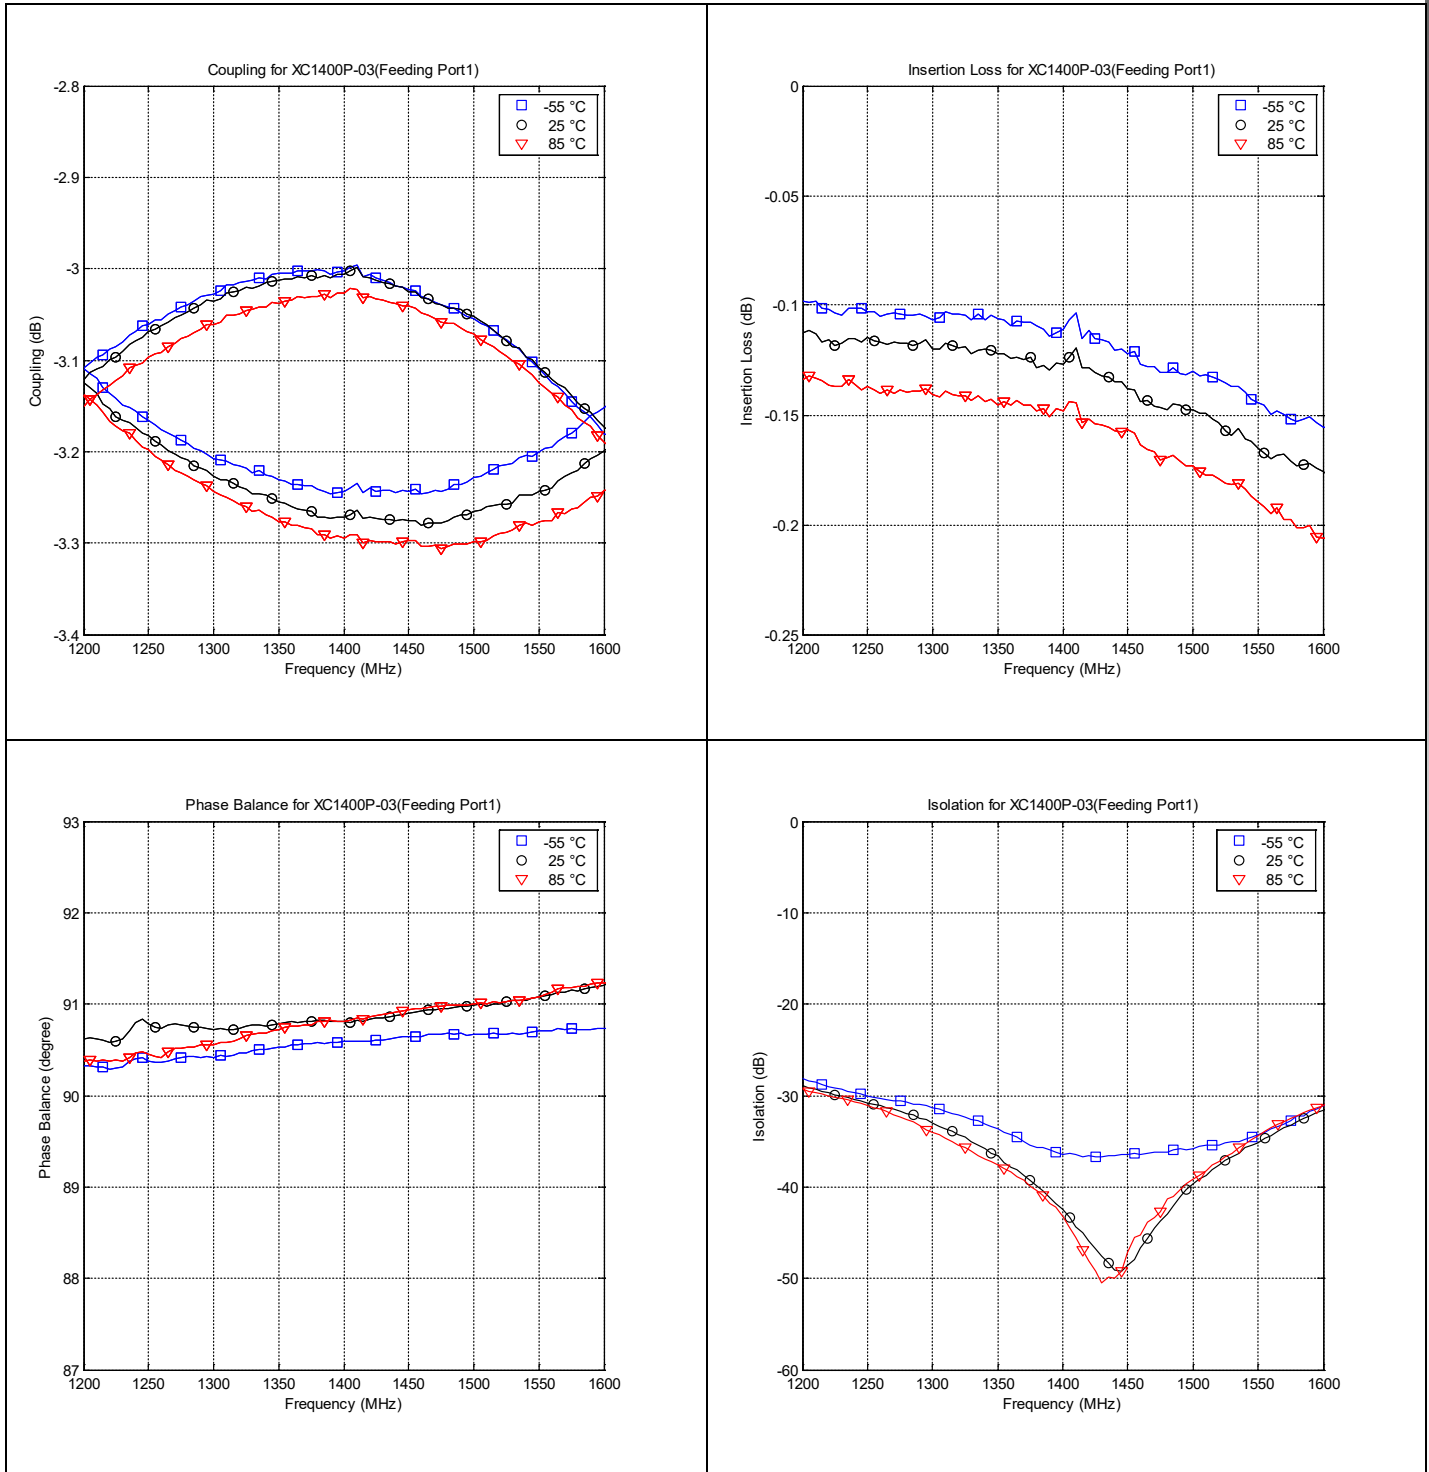 Coupling for XC1400P-03(Feeding Port1)
-2.8
-2.9
-3
-3.1
-3.2
-3.3
-3.4
Coupling (dB)
-55 °C
25 °C
85 °C
1200 1250 1300 1350 1400 1450 1500 1550 1600
Frequency (MHz)
Insertion Loss for XC1400P-03(Feeding Port1)
0
-0.05
-0.1
-0.15
-0.2
-0.25
Insertion Loss (dB)
-55 °C
25 °C
85 °C
1200 1250 1300 1350 1400 1450 1500 1550 1600
Frequency (MHz)
Phase Balance for XC1400P-03(Feeding Port1)
93
92
91
90
89
88
87
Phase Balance (degree)
-55 °C
25 °C
85 °C
1200 1250 1300 1350 1400 1450 1500 1550 1600
Frequency (MHz)
Isolation for XC1400P-03(Feeding Port1)
0
-10
-20
-30
-40
-50
-60
Isolation (dB)
-55 °C
25 °C
85 °C
1200 1250 1300 1350 1400 1450 1500 1550 1600
Frequency (MHz)